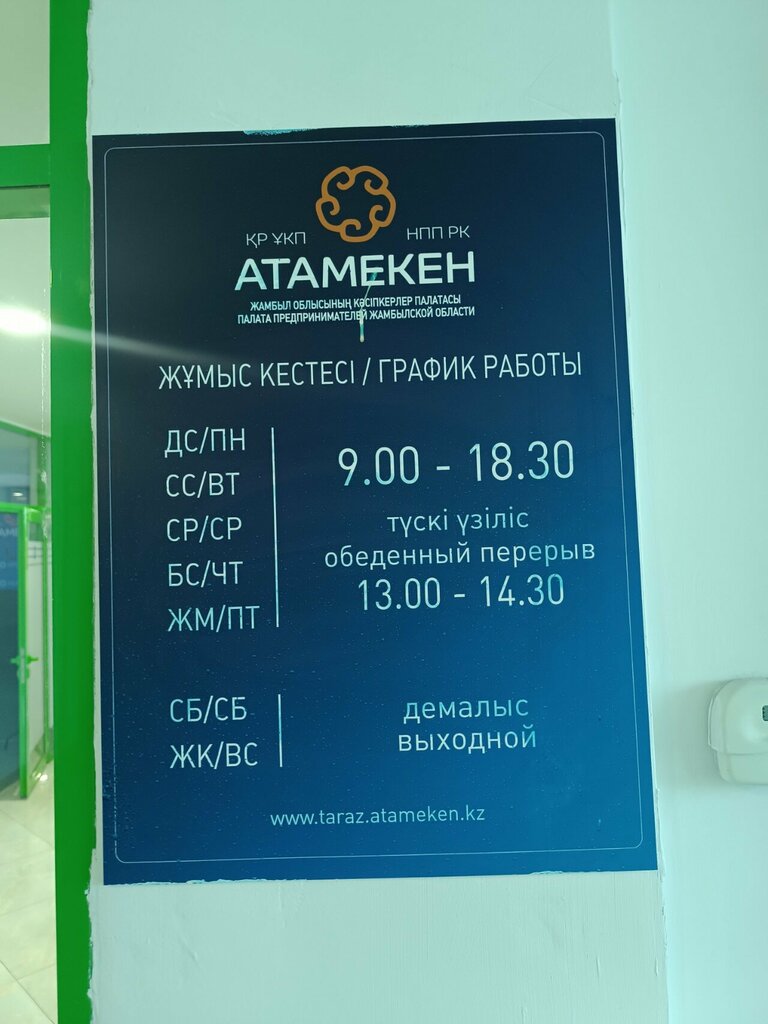 ҚР ҰКП НПП РК
АТАМЕКЕН
ЖАМБЫЛ ОБЛЫСЫНЫҢ КӘСІПКЕРЛЕР ПАЛАТАСЫ
ПАЛАТА ПРЕДПРИНИМАТЕЛЕЙ ЖАМБЫЛСКОЙ ОБЛАСТИ
ЖҰМЫС КЕСТЕСІ / ГРАФИК РАБОТЫ
ДС/ПН
СС/ВТ
СР/СР
БС/ЧТ
ЖМ/ПТ
9.00 - 18.30
түскі үзіліс
обеденный перерыв
13.00 - 14.30
СБ/СБ
ЖК/ВС
демалыс
выходной
www.taraz.atameken.kz